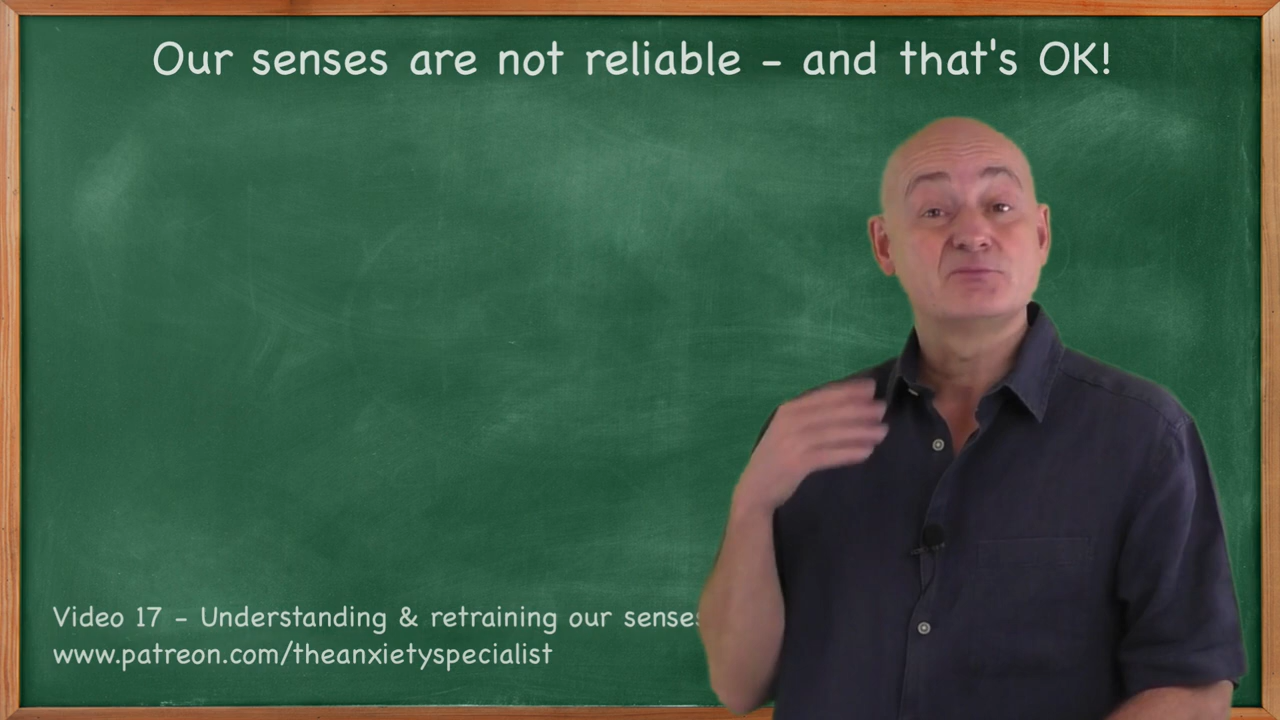 Our senses are not reliable - and that's OK!
Video 17 - Understanding & retraining our senses
www.patreon.com/theanxietyspecialist